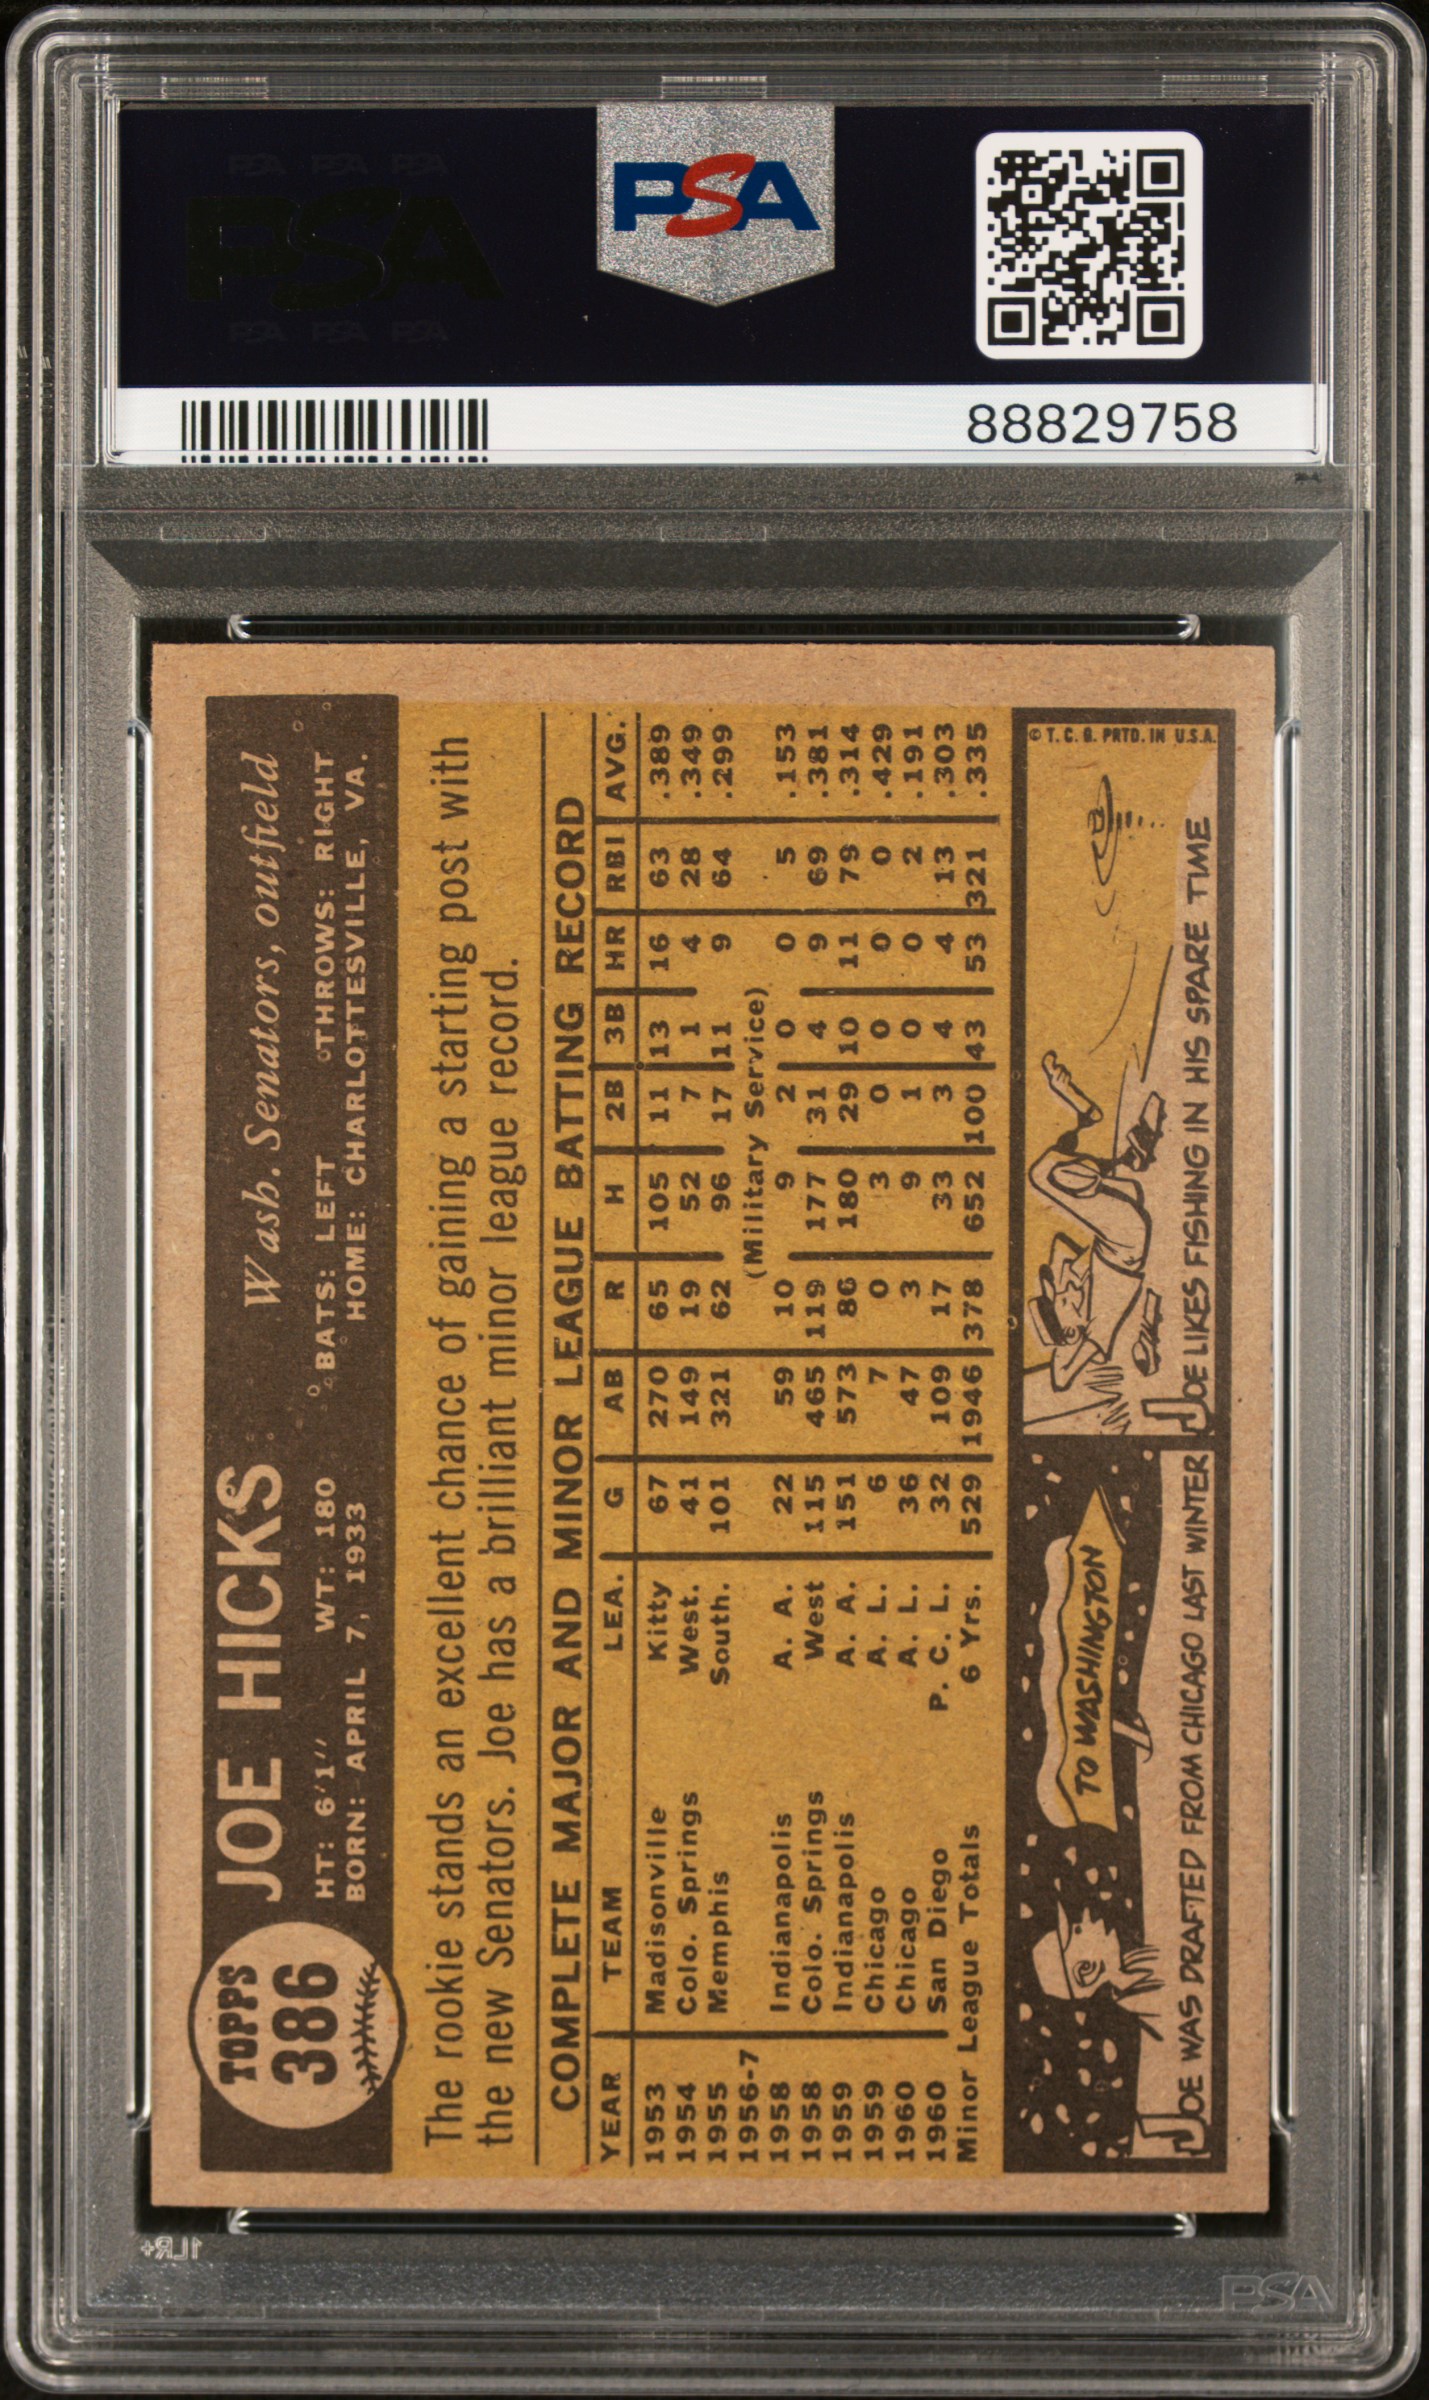 PSA PSA PSA
PSA
PSA PSA PSA
PSA
88829758
TOPPS
386
JOE HICKS Wash. Senators, outfield
HT: 6'1" WT: 180 BATS: LEFT THROWS: RIGHT
BORN: APRIL 7, 1933 HOME: CHARLOTTESVILLE, VA.
The rookie stands an excellent chance of gaining a starting post with
the new Senators. Joe has a brilliant minor league record.
COMPLETE MAJOR AND MINOR LEAGUE BATTING RECORD
YEAR TEAM LEA. G AB R H 2B 3B HR RBI AVG.
1953 Madisonville Kitty 67 270 65 105 11 13 16 63 .389
1954 Colo. Springs West. 41 149 19 52 7 1 4 28 .349
1955 Memphis South. 101 321 62 96 17 11 9 64 .299
1956-7 (Military Service)
1958 Indianapolis A. A. 22 59 10 9 2 0 0 5 .153
1958 Colo. Springs West 115 465 119 177 31 4 9 69 .381
1959 Indianapolis A. A. 151 573 86 180 29 10 11 79 .314
1959 Chicago A. L. 6 7 0 3 0 0 0 0 .429
1960 Chicago A. L. 36 47 3 9 1 0 0 2 .191
1960 San Diego P. C. L. 32 109 17 33 3 4 4 13 .303
Minor League Totals 6 Yrs. 529 1946 378 652 100 43 53 321 .335
TO WASHINGTON
JOE WAS DRAFTED FROM CHICAGO LAST WINTER
JOE LIKES FISHING IN HIS SPARE TIME
© T. C. G. PRTD. IN U.S.A.
1LR+
PSA